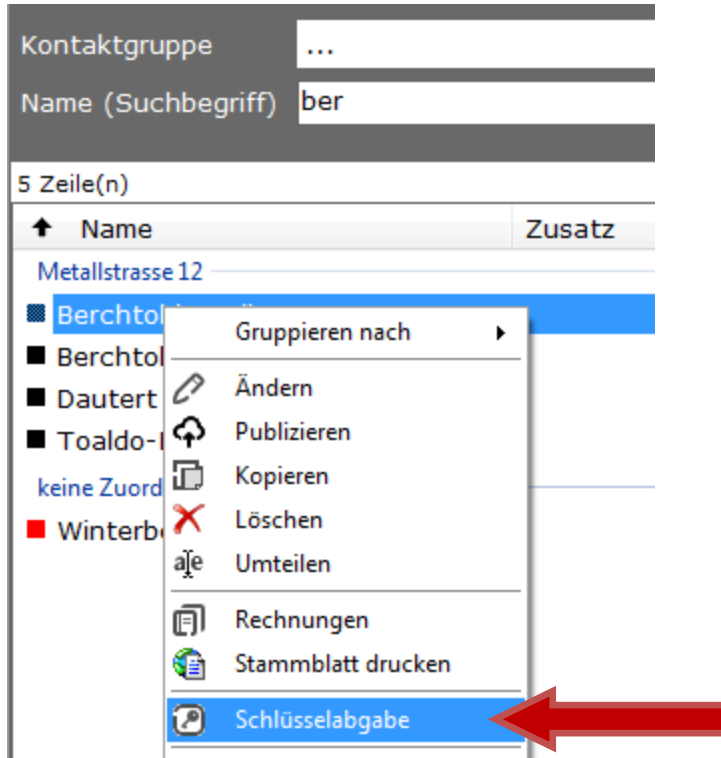 Kontaktgruppe ...
Name (Suchbegriff) ber
5 Zeile(n)
Name Zusatz
Metallstrasse 12
Gruppieren nach
Dautert
Ändern
Publizieren
Kopieren
keine
Löschen
Umteilen
Rechnungen
Stammblatt drucken
Schlüsselabgabe